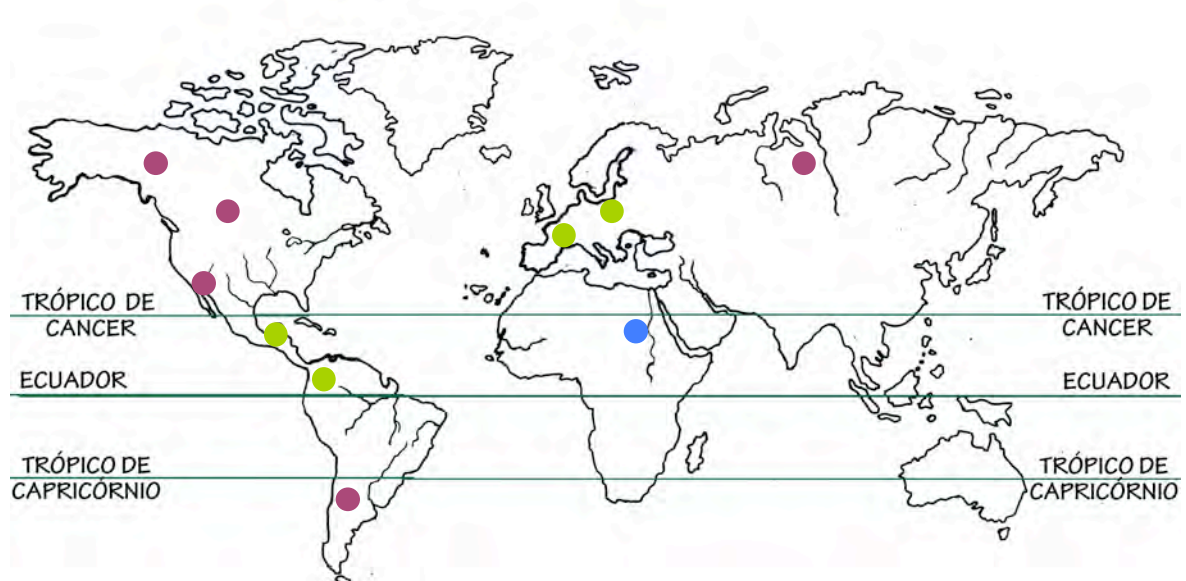 TRÓPICO DE
CANCER
TRÓPICO DE
CANCER
ECUADOR
ECUADOR
TRÓPICO DE
CAPRICÓRNIO
TRÓPICO DE
CAPRICÓRNIO